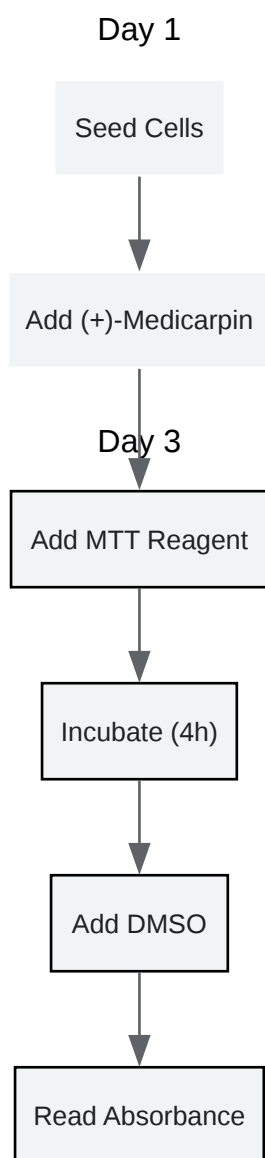 Day 1
Seed Cells
Add (+)-Medicarpin
Day 3
Add MTT Reagent
Incubate (4h)
Add DMSO
Read Absorbance